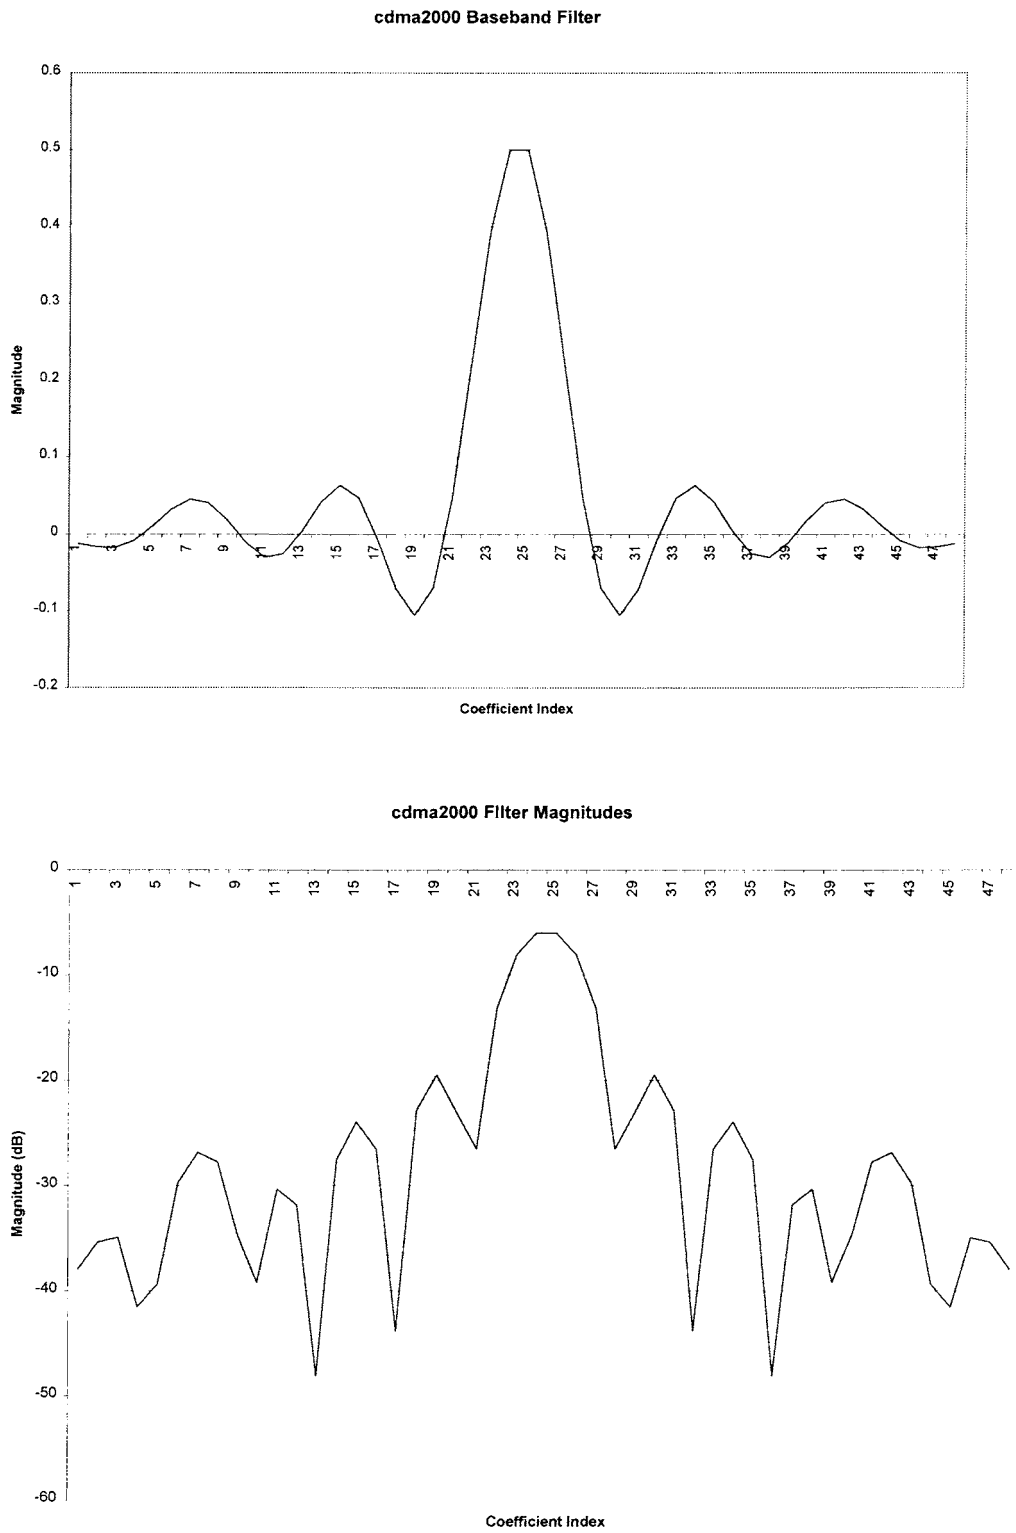 cdma2000 Baseband Filter
0.6
0.5
0.4
0.3
0.2
0.1
0
-0.1
-0.2
Magnitude
1 3 5 7 9 11 13 15 17 19 21 23 25 27 29 31 33 35 37 39 41 43 45 47
Coefficient Index
cdma2000 Filter Magnitudes
0
-10
-20
-30
-40
-50
-60
Magnitude (dB)
1 3 5 7 9 11 13 15 17 19 21 23 25 27 29 31 33 35 37 39 41 43 45 47
Coefficient Index